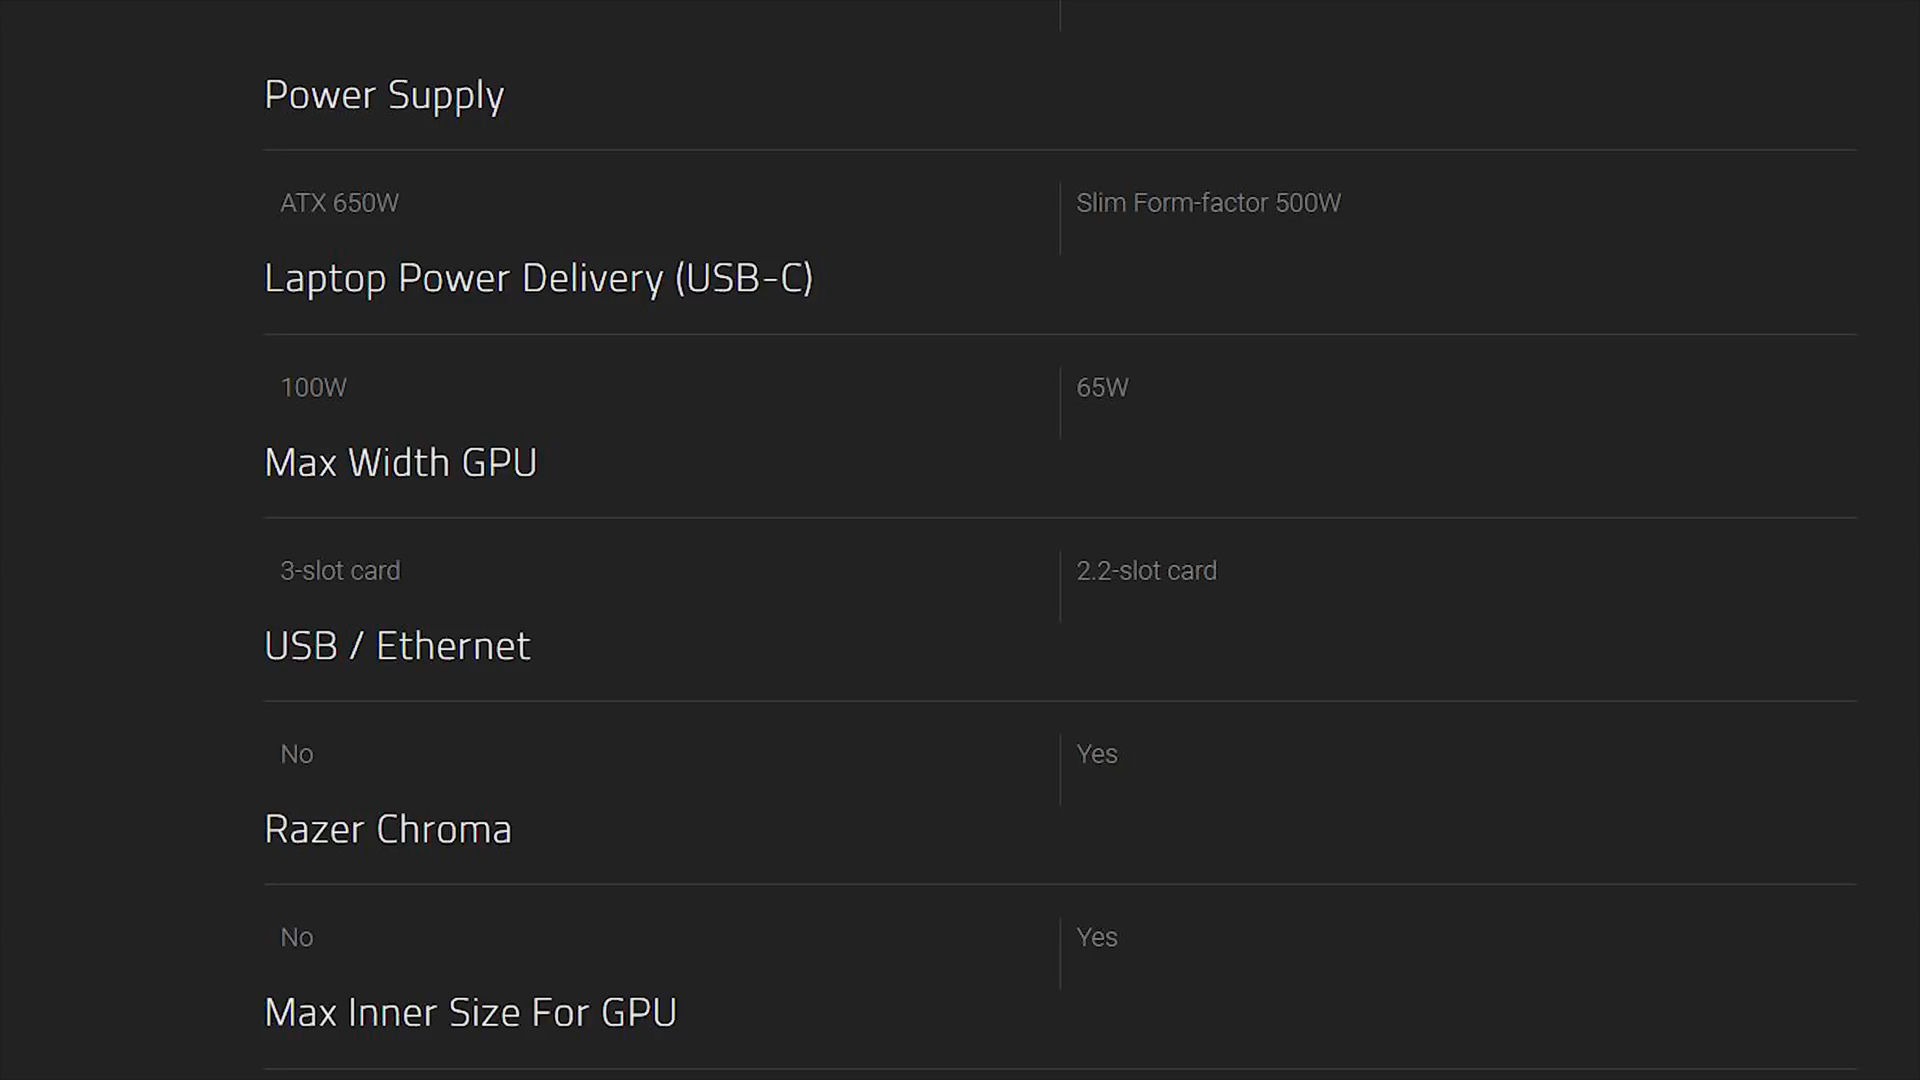 Power Supply
ATX 650W
Slim Form-factor 500W
Laptop Power Delivery (USB-C)
100W
65W
Max Width GPU
3-slot card
2.2-slot card
USB / Ethernet
No
Yes
Razer Chroma
No
Yes
Max Inner Size For GPU